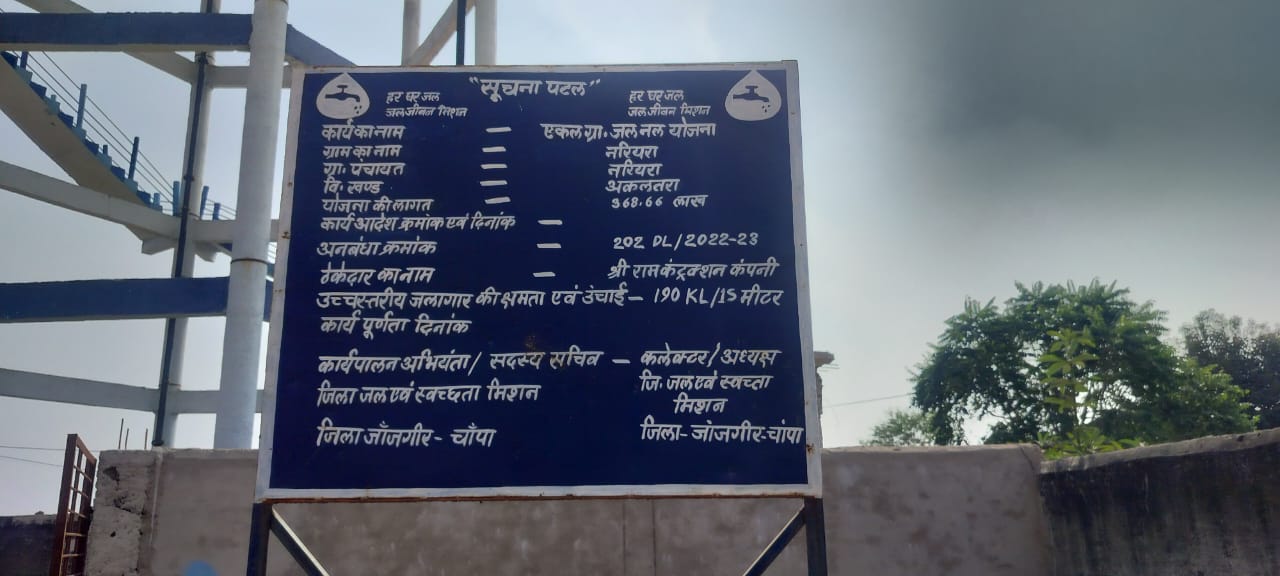 "सूचना पटल"
हर घर जल हर घर जल
जल जीवन मिशन जल जीवन मिशन
कार्य का नाम — एकल ग्रा. जल नल योजना
ग्राम का नाम — नरियरा
ग्रा. पंचायत — नरियरा
वि. खण्ड — अकलतरा
योजना की लागत — 368.66 लाख
कार्य आदेश क्रमांक एवं दिनांक —
अनबंधा क्रमांक — 202 DL/2022-23
ठेकेदार का नाम — श्री राम कंट्रक्शन कंपनी
उच्चस्तरीय जलागार की क्षमता एवं उंचाई — 190 KL/15 मीटर
कार्य पूर्णता दिनांक
कार्यपालन अभियंता/ सदस्य सचिव — कलेक्टर/ अध्यक्ष
जिला जल एवं स्वच्छता मिशन जि. जल एवं स्वच्ता
मिशन
जिला जाँजगीर - चाँपा जिला - जांजगीर-चांपा